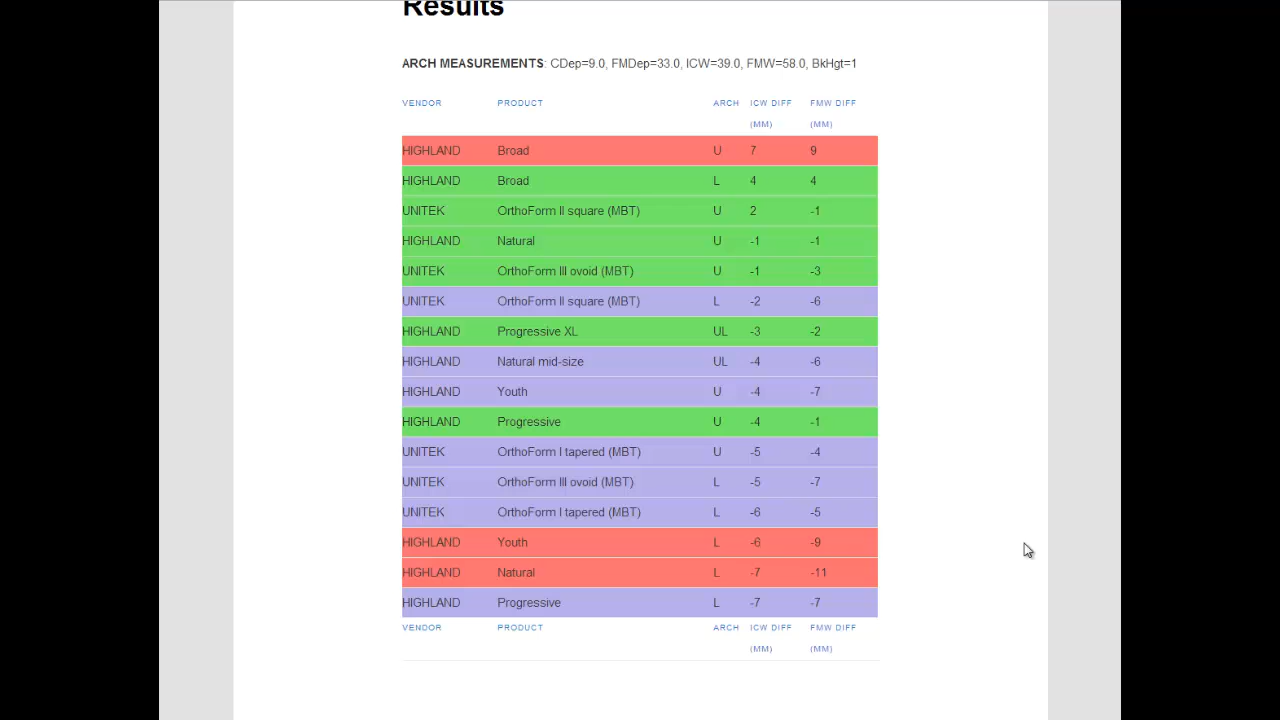 Results
ARCH MEASUREMENTS: CDep=9.0, FMDep=33.0, ICW=39.0, FMW=58.0, BkHgt=1
VENDOR PRODUCT ARCH ICW DIFF FMW DIFF
(MM) (MM)
HIGHLAND Broad U 7 9
HIGHLAND Broad L 4 4
UNITEK OrthoForm II square (MBT) U 2 -1
HIGHLAND Natural U -1 -1
UNITEK OrthoForm III ovoid (MBT) U -1 -3
UNITEK OrthoForm II square (MBT) L -2 -6
HIGHLAND Progressive XL UL -3 -2
HIGHLAND Natural mid-size UL -4 -6
HIGHLAND Youth U -4 -7
HIGHLAND Progressive U -4 -1
UNITEK OrthoForm I tapered (MBT) U -5 -4
UNITEK OrthoForm III ovoid (MBT) L -5 -7
UNITEK OrthoForm I tapered (MBT) L -6 -5
HIGHLAND Youth L -6 -9
HIGHLAND Natural L -7 -11
HIGHLAND Progressive L -7 -7
VENDOR PRODUCT ARCH ICW DIFF FMW DIFF
(MM) (MM)